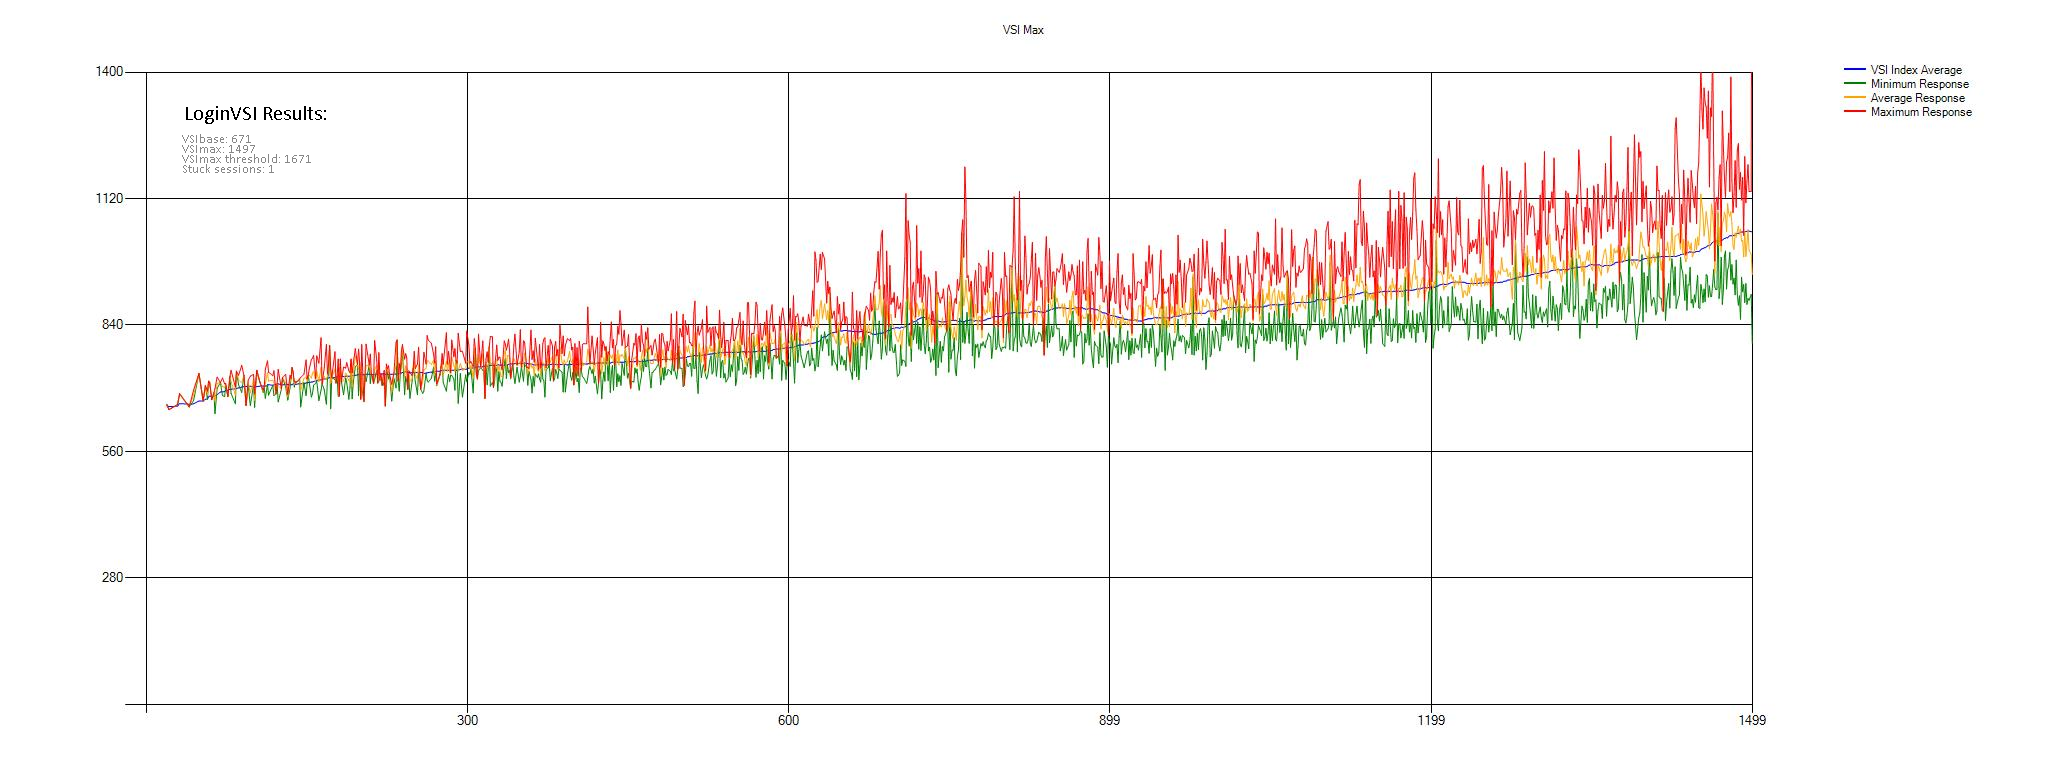 VSI Max
1400
1120
840
560
280
300
600
899
1199
1499
LoginVSI Results:
VSIbase: 671
VSImax: 1497
VSImax threshold: 1671
Stuck sessions: 1
VSI Index Average
Minimum Response
Average Response
Maximum Response